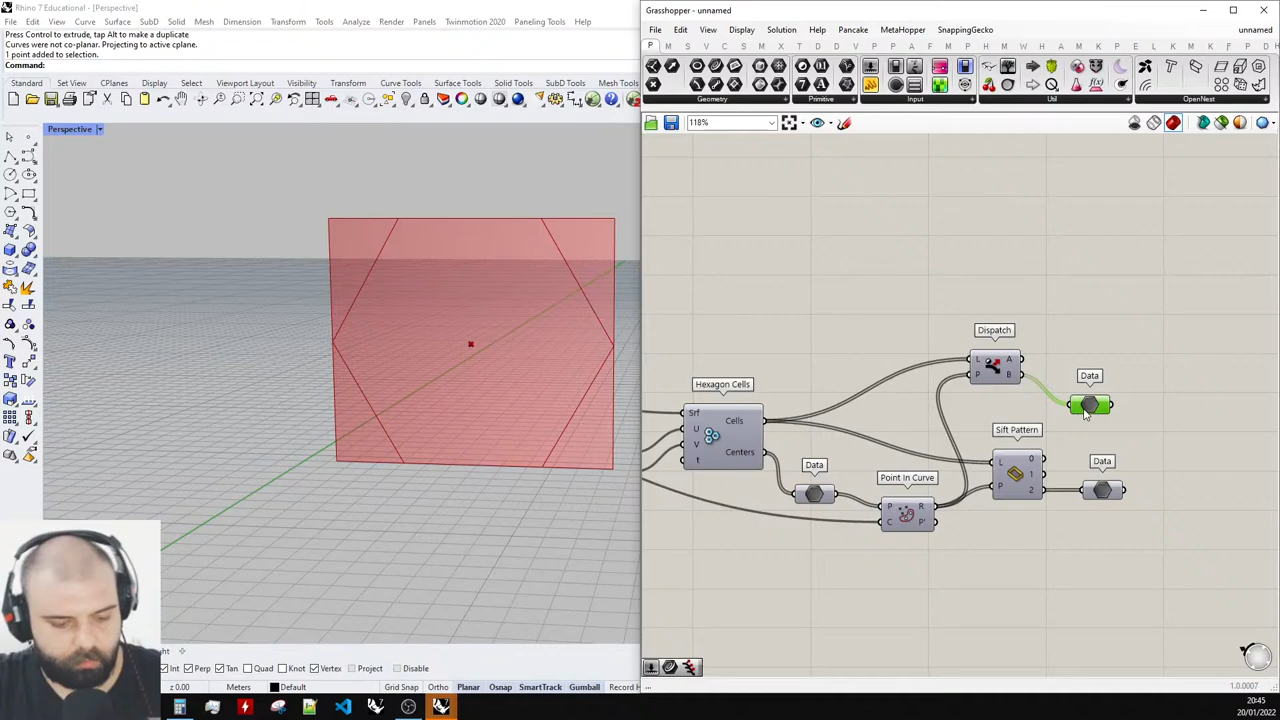 Rhino 7 Educational - [Perspective]
File Edit View Curve Surface SubD Solid Mesh Dimension Transform Tools Analyze Render Panels Twinmotion 2020 Paneling Tools Help
Press Control to extrude, tap Alt to make a duplicate
Curves were not co-planar. Projecting to active cplane.
1 point added to selection.
Command:
Standard Set View CPlanes Display Select Viewport Layout Visibility Transform Curve Tools Surface Tools Solid Tools SubD Tools Mesh Tools
Perspective
Int Perp Tan Quad Knot Vertex Project Disable
z 0.00 Meters Default Grid Snap Ortho Planar Osnap SmartTrack Gumball Record H
Grasshopper - unnamed
File Edit View Display Solution Help Pancake MetaHopper SnappingGecko unnamed
P M S V C S M X T D V L K H
Geometry Primitive Input Util OpenNest
118%
Dispatch
L A
P B
Data
Hexagon Cells
Srf
U
V
t
Cells
Centers
Sift Pattern
L
P
0
1
2
Data
Data
Point In Curve
P R
C P'
1.0.0007
20:45
20/01/2022